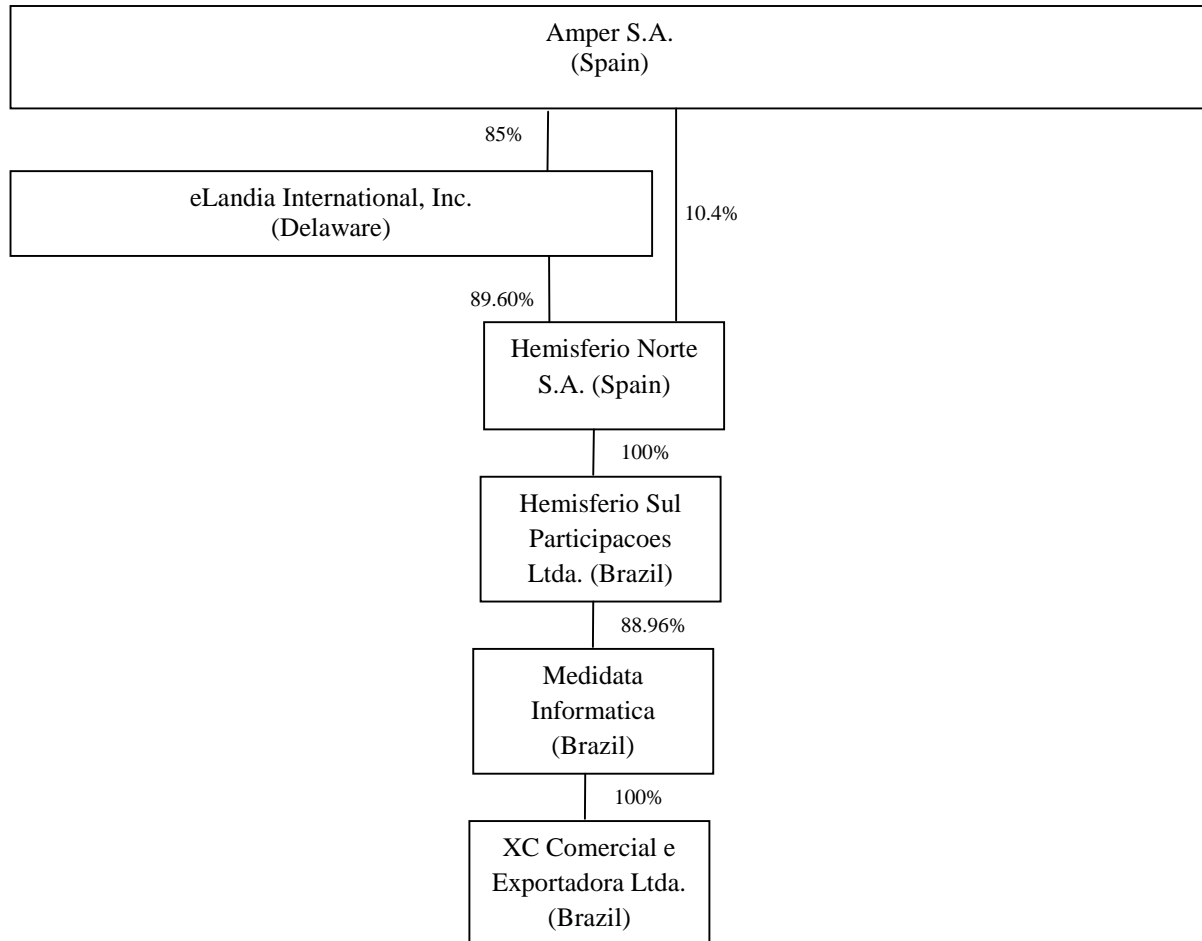 Amper S.A.
(Spain)
85%
eLandia International, Inc.
(Delaware)
10.4%
89.60%
Hemisferio Norte
S.A. (Spain)
100%
Hemisferio Sul
Participacoes
Ltda. (Brazil)
88.96%
Medidata
Informatica
(Brazil)
100%
XC Comercial e
Exportadora Ltda.
(Brazil)